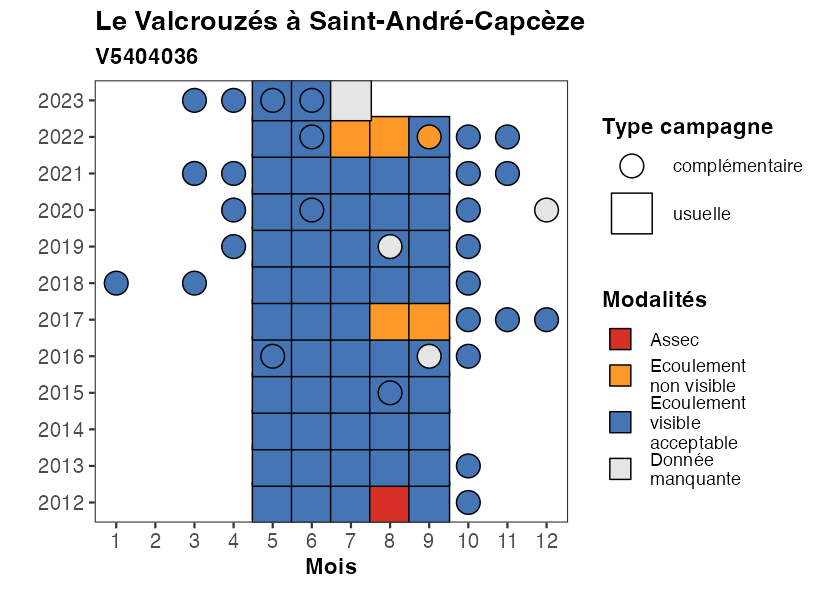 Le Valcrouzés à Saint-André-Capcèze
V5404036
2023
2022
2021
2020
2019
2018
2017
2016
2015
2014
2013
2012
1 2 3 4 5 6 7 8 9 10 11 12
Mois
Type campagne
complémentaire
usuelle
Modalités
Assec
Ecoulement
non visible
Ecoulement
visible
acceptable
Donnée
manquante